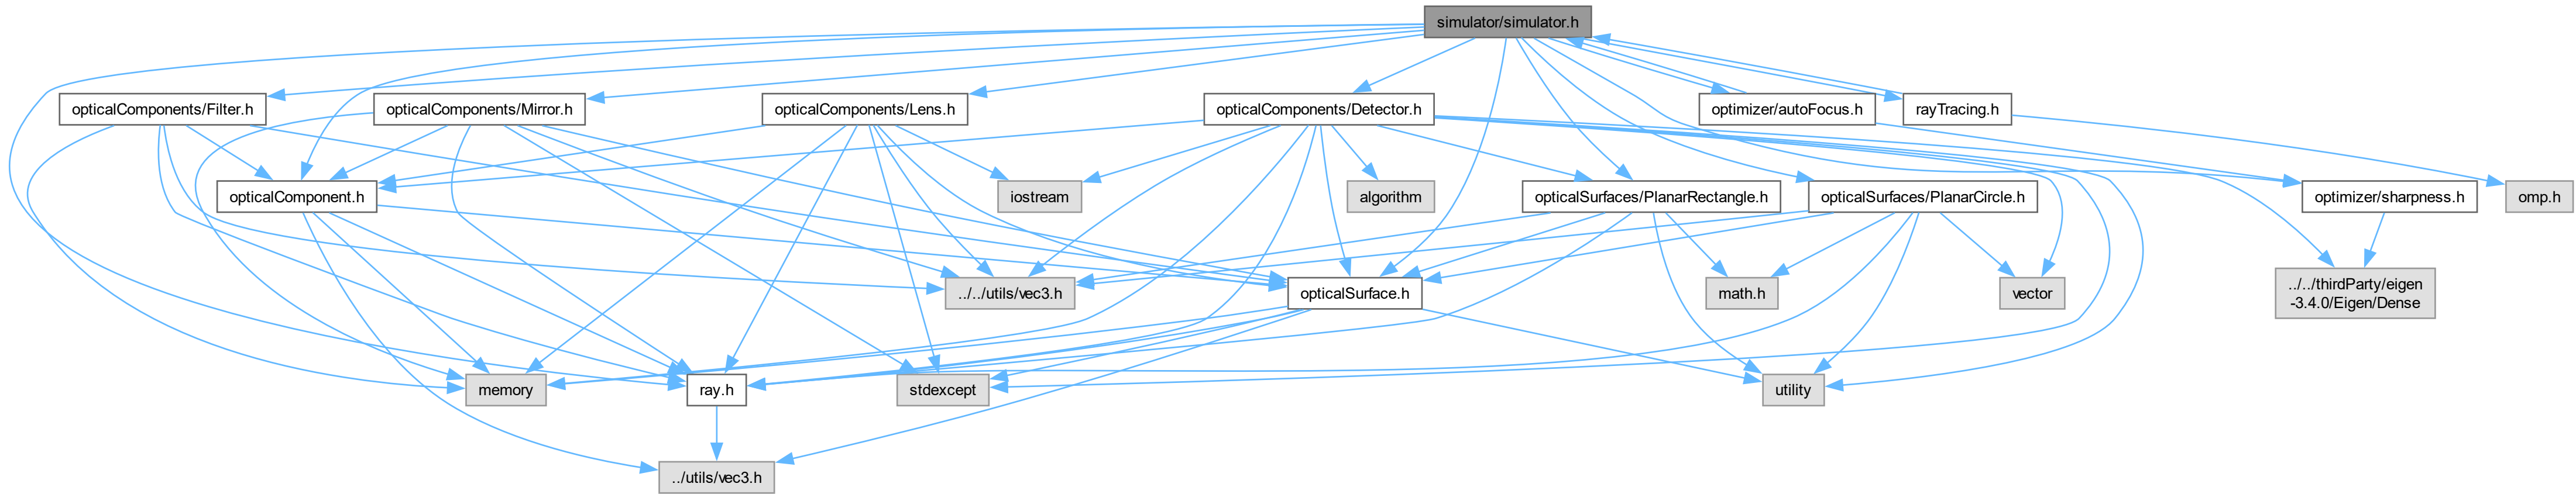 simulator/simulator.h
opticalComponents/Filter.h
opticalComponents/Mirror.h
opticalComponents/Lens.h
opticalComponents/Detector.h
optimizer/autoFocus.h
rayTracing.h
opticalComponent.h
iostream
algorithm
opticalSurfaces/PlanarRectangle.h
opticalSurfaces/PlanarCircle.h
optimizer/sharpness.h
omp.h
../../utils/vec3.h
opticalSurface.h
math.h
vector
../../thirdParty/eigen
-3.4.0/Eigen/Dense
memory
ray.h
stdexcept
utility
../utils/vec3.h